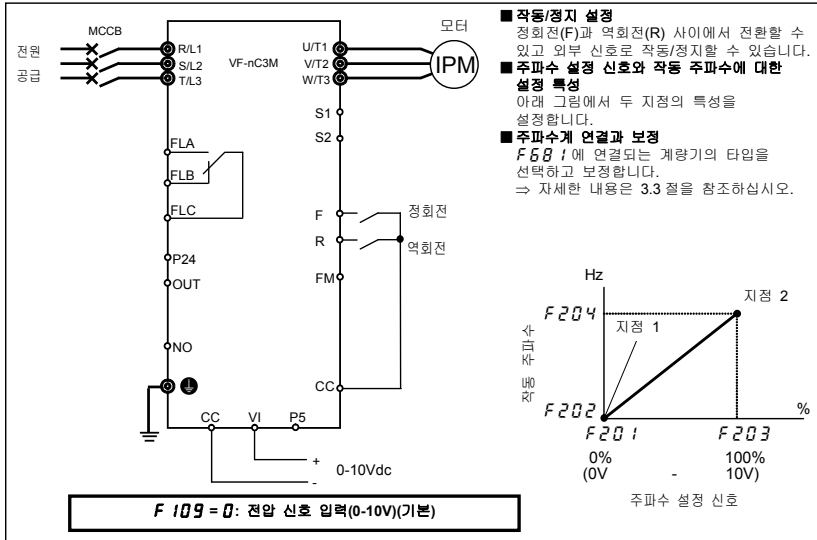 MCCB
전원
공급
R/L1
S/L2
T/L3
VF-nC3M
U/T1
V/T2
W/T3
모터
IPM
S1
S2
FLA
FLB
FLC
F
정회전
R
역회전
P24
OUT
FM
NO
CC
CC
VI
P5
+
0-10Vdc
-
F109 = 0: 전압 신호 입력(0-10V)(기본)
■ 작동/정지 설정
정회전(F)과 역회전(R) 사이에서 전환할 수
있고 외부 신호로 작동/정지할 수 있습니다.
■ 주파수 설정 신호와 작동 주파수에 대한
설정 특성
아래 그림에서 두 지점의 특성을
설정합니다.
■ 주파수계 연결과 보정
F681에 연결되는 계량기의 타입을
선택하고 보정합니다.
⇒ 자세한 내용은 3.3 절을 참조하십시오.
Hz
지점 2
F204
지점 1
작동 주파수
F202
%
F201
F203
0%
100%
(0V - 10V)
주파수 설정 신호